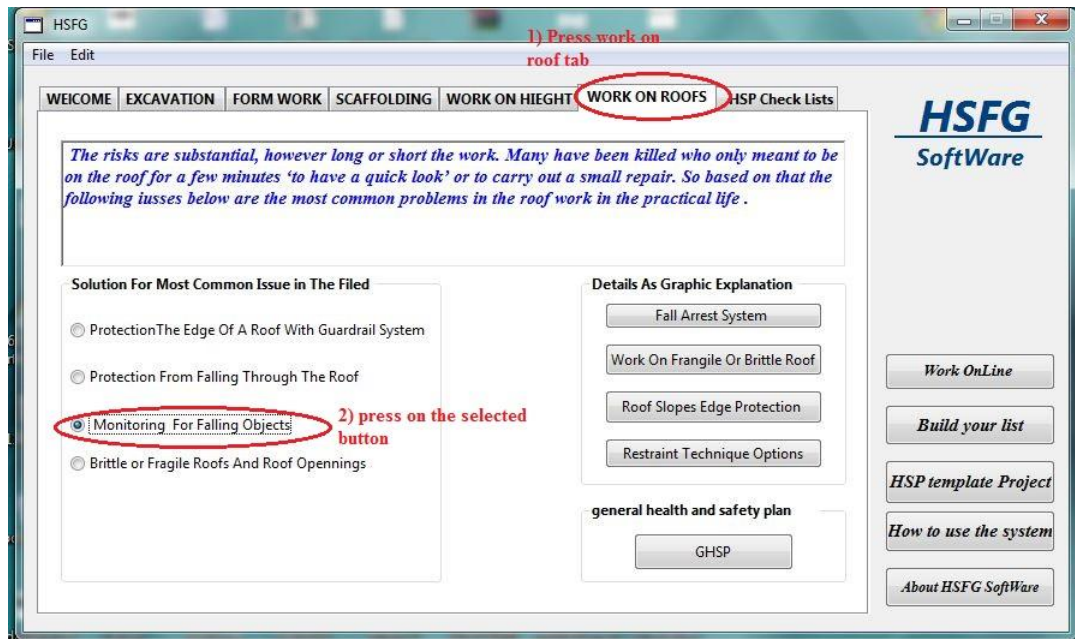 HSFG
1) Press work on
roof tab
File Edit
WElCOME EXCAVATION FORM WORK SCAFFOLDING WORK ON HIEGHT WORK ON ROOFS HSP Check Lists
HSFG
SoftWare
The risks are substantial, however long or short the work. Many have been killed who only meant to be
on the roof for a few minutes ‘to have a quick look’ or to carry out a small repair. So based on that the
following iusses below are the most common problems in the roof work in the practical life .
Solution For Most Common Issue in The Filed
ProtectionThe Edge Of A Roof With Guardrail System
Protection From Falling Through The Roof
Monitoring For Falling Objects
2) press on the selected
button
Brittle or Fragile Roofs And Roof Opennings
Details As Graphic Explanation
Fall Arrest System
Work On Frangile Or Brittle Roof
Roof Slopes Edge Protection
Restraint Technique Options
general health and safety plan
GHSP
Work OnLine
Build your list
HSP template Project
How to use the system
About HSFG SoftWare